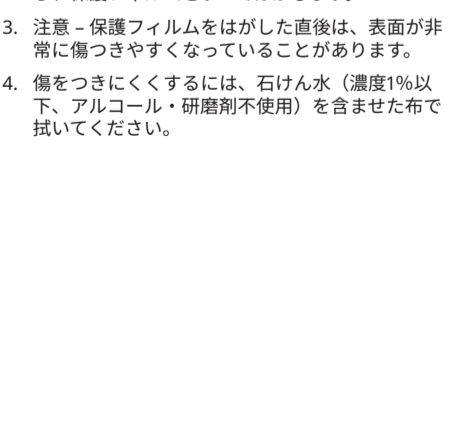 3. 注意 – 保護フィルムをはがした直後は、表面が非
常に傷つきやすくなっていることがあります。
4. 傷をつきにくくするには、石けん水（濃度1%以
下、アルコール・研磨剤不使用）を含ませた布で
拭いてください。